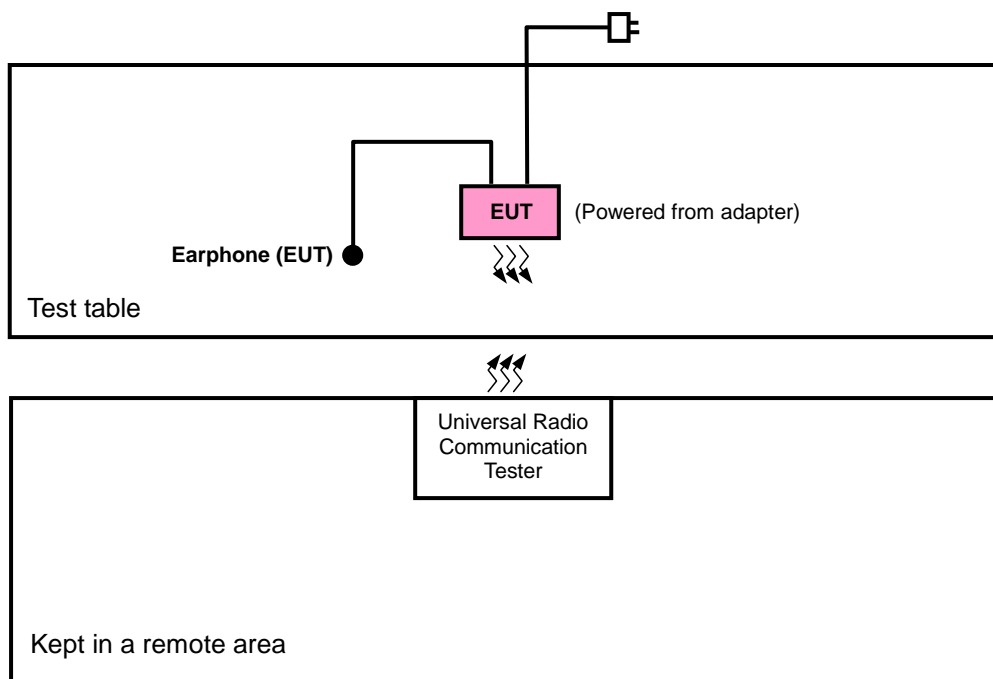 EUT
(Powered from adapter)
Earphone (EUT)
Test table
Universal Radio
Communication
Tester
Kept in a remote area